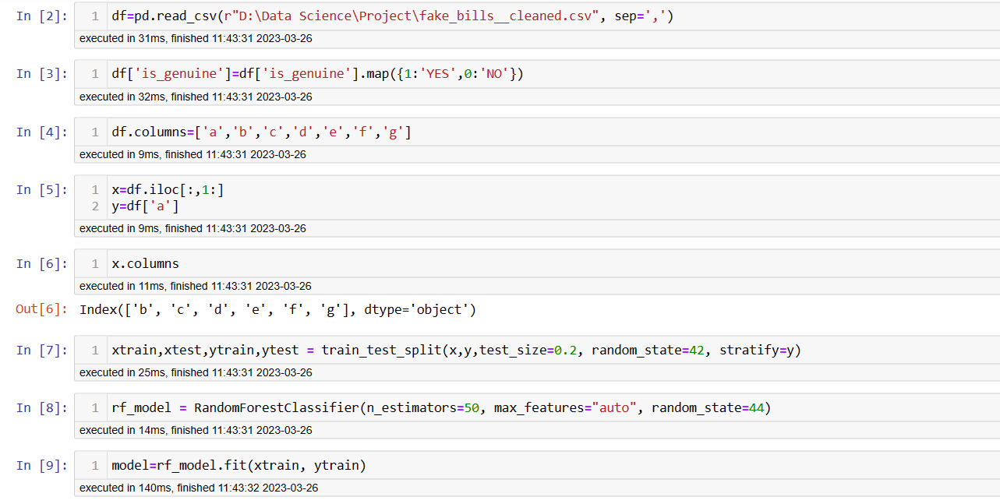 In [2]:
1 df=pd.read_csv(r"D:\Data Science\Project\fake_bills__cleaned.csv", sep=',')
executed in 31ms, finished 11:43:31 2023-03-26
In [3]:
1 df['is_genuine']=df['is_genuine'].map({1:'YES',0:'NO'})
executed in 32ms, finished 11:43:31 2023-03-26
In [4]:
1 df.columns=['a','b','c','d','e','f','g']
executed in 9ms, finished 11:43:31 2023-03-26
In [5]:
1 x=df.iloc[:,1:]
2 y=df['a']
executed in 9ms, finished 11:43:31 2023-03-26
In [6]:
1 x.columns
executed in 11ms, finished 11:43:31 2023-03-26
Out[6]: Index(['b', 'c', 'd', 'e', 'f', 'g'], dtype='object')
In [7]:
1 xtrain,xtest,ytrain,ytest = train_test_split(x,y,test_size=0.2, random_state=42, stratify=y)
executed in 25ms, finished 11:43:31 2023-03-26
In [8]:
1 rf_model = RandomForestClassifier(n_estimators=50, max_features="auto", random_state=44)
executed in 14ms, finished 11:43:31 2023-03-26
In [9]:
1 model=rf_model.fit(xtrain, ytrain)
executed in 140ms, finished 11:43:32 2023-03-26